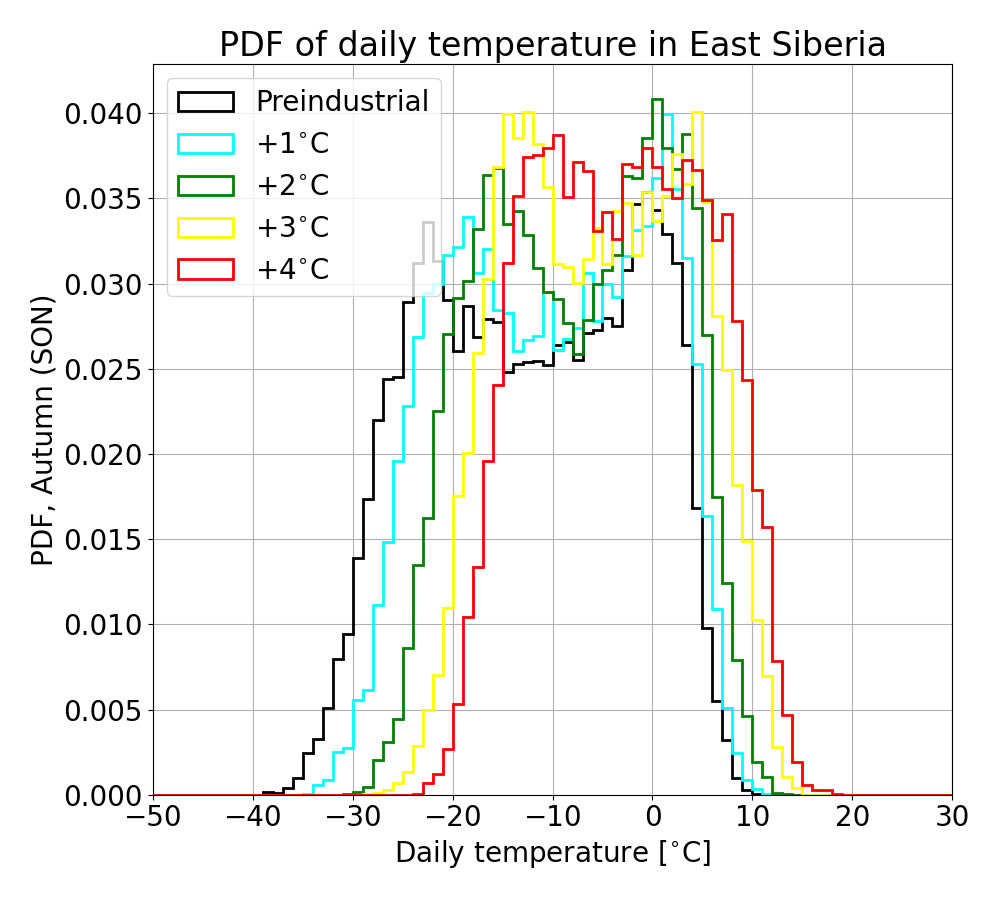 PDF of daily temperature in East Siberia
Preindustrial
+1°C
+2°C
+3°C
+4°C
PDF, Autumn (SON)
0.040
0.035
0.030
0.025
0.020
0.015
0.010
0.005
0.000
−50 −40 −30 −20 −10 0 10 20 30
Daily temperature [°C]